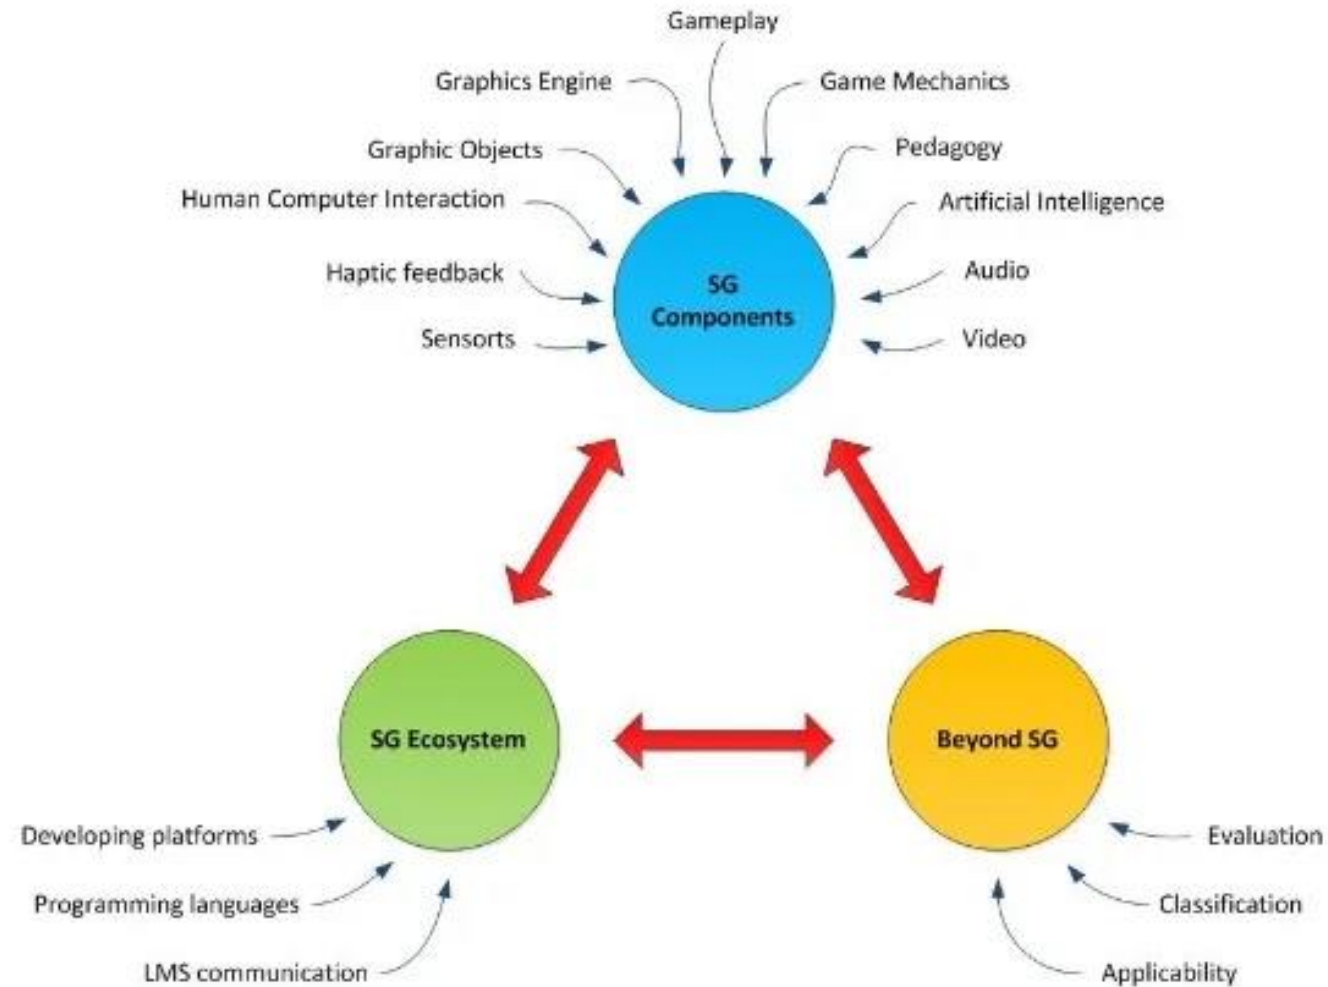 Gameplay
Graphics Engine
Game Mechanics
Graphic Objects
Pedagogy
Human Computer Interaction
Artificial Intelligence
Haptic feedback
Audio
SG
Components
Sensorts
Video
SG Ecosystem
Beyond SG
Developing platforms
Evaluation
Programming languages
Classification
LMS communication
Applicability